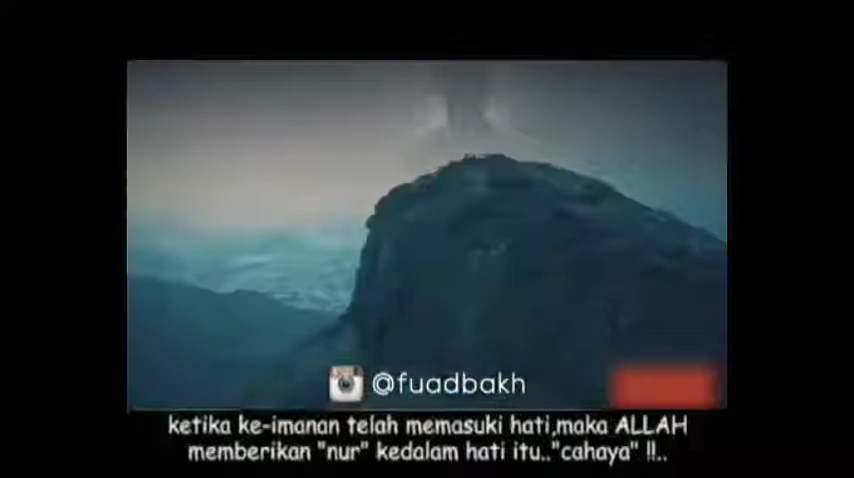 @fuadbakh
ketika ke-imanan telah memasuki hati,maka ALLAH
memberikan "nur" kedalam hati itu.."cahaya" !!..